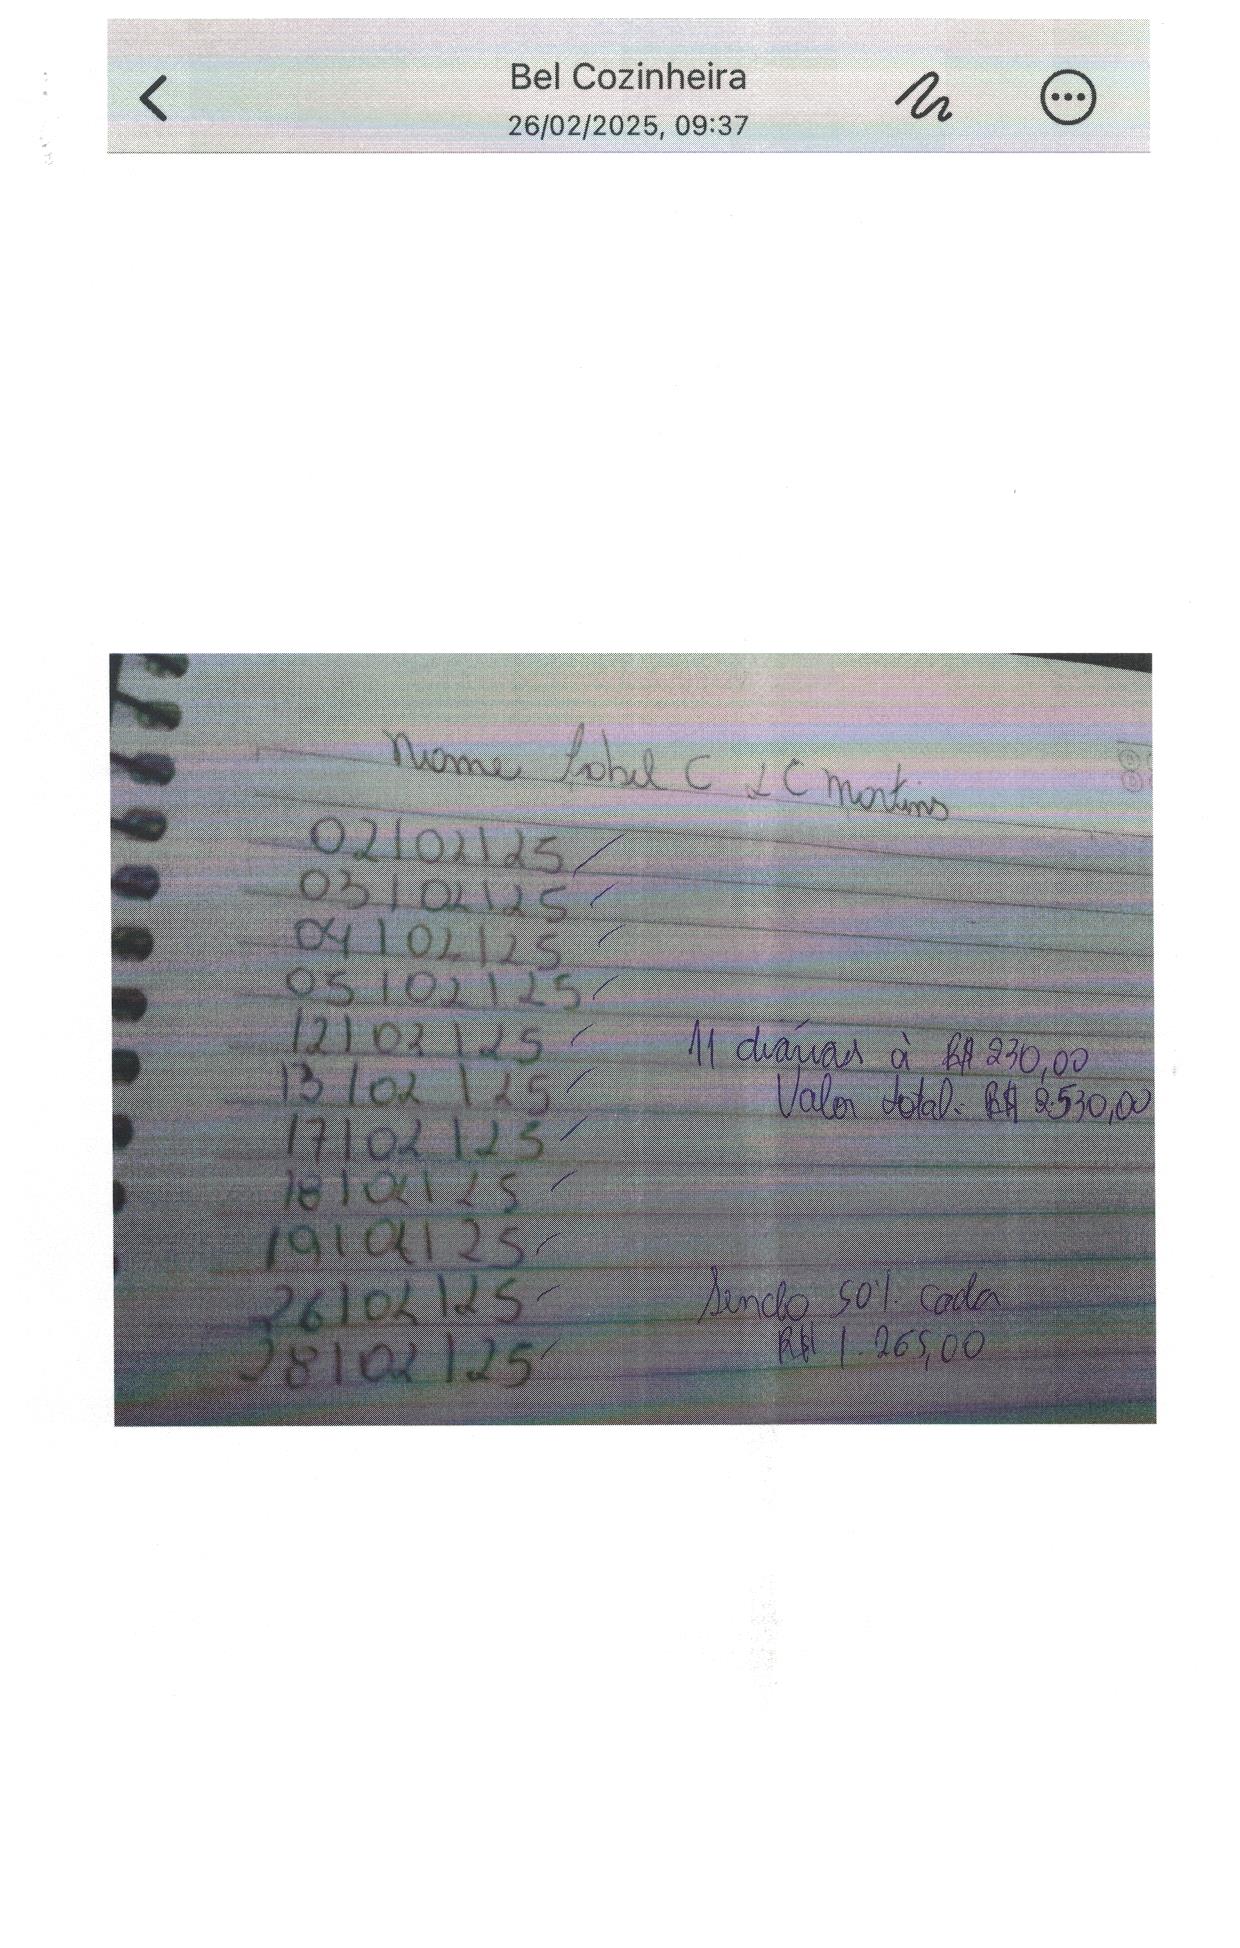 Bel Cozinheira
26/02/2025, 09:37
Nome Isabel C L C Martins
02/02/25
03/02/25
04/02/25
05/02/25
12/02/25
11 diárias à R$ 230,00
13/02/25
Valor total: R$ 2.530,00
17/02/25
18/02/25
19/02/25
26/02/25
Sendo 50% cada
28/02/25
R$ 1.265,00